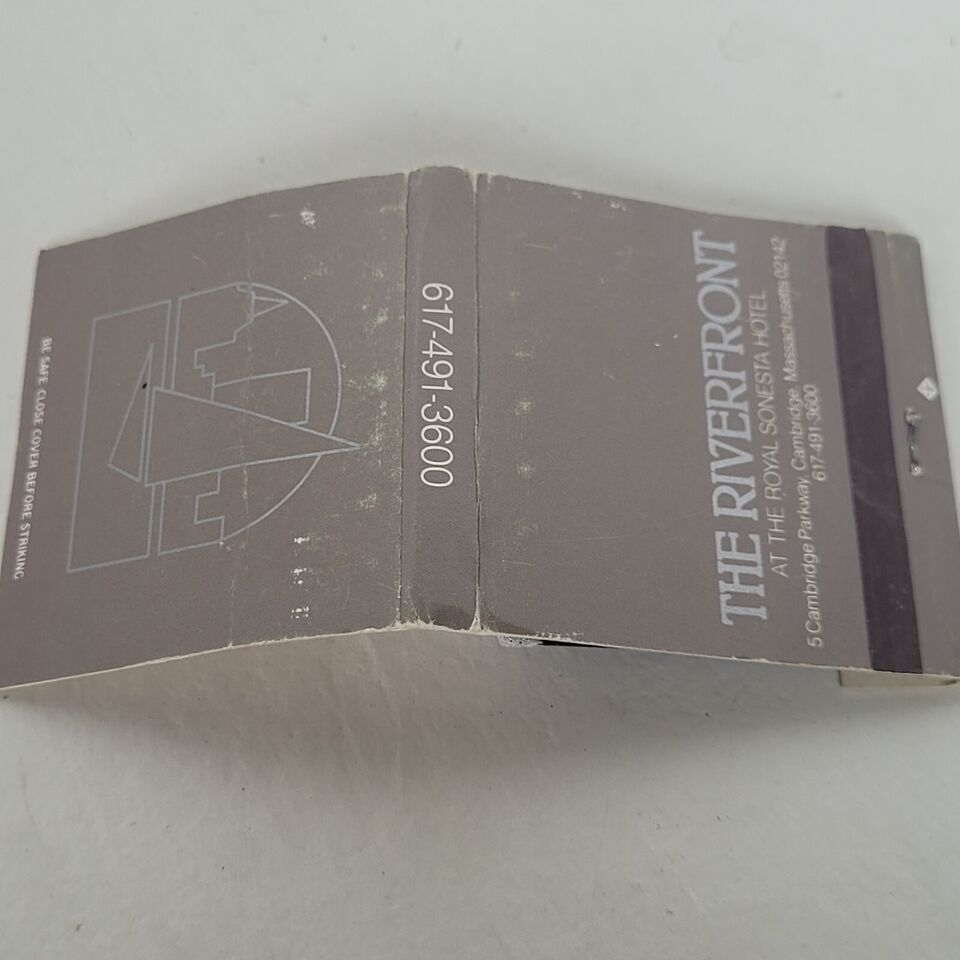 BE SAFE. CLOSE COVER BEFORE STRIKING
617-491-3600
THE RIVERFRONT
AT THE ROYAL SONESTA HOTEL
5 Cambridge Parkway, Cambridge, Massachusetts 02142
617-491-3600